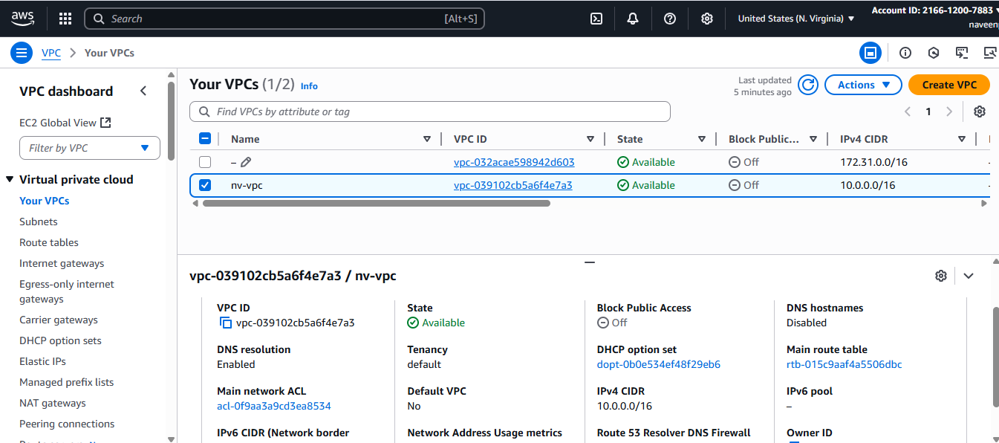 aws
Search [Alt+S]
United States (N. Virginia)
Account ID: 2166-1200-7883
naveen
VPC > Your VPCs
VPC dashboard
EC2 Global View
Filter by VPC
Virtual private cloud
Your VPCs
Subnets
Route tables
Internet gateways
Egress-only internet
gateways
Carrier gateways
DHCP option sets
Elastic IPs
Managed prefix lists
NAT gateways
Peering connections
Your VPCs (1/2) Info
Last updated
5 minutes ago
Actions
Create VPC
Find VPCs by attribute or tag
1
Name VPC ID State Block Public... IPv4 CIDR
– vpc-032acae598942d603 Available Off 172.31.0.0/16 -
nv-vpc vpc-039102cb5a6f4e7a3 Available Off 10.0.0.0/16 -
vpc-039102cb5a6f4e7a3 / nv-vpc
VPC ID
vpc-039102cb5a6f4e7a3
State
Available
Block Public Access
Off
DNS hostnames
Disabled
DNS resolution
Enabled
Tenancy
default
DHCP option set
dopt-0b0e534ef48f29eb6
Main route table
rtb-015c9aaf4a5506dbc
Main network ACL
acl-0f9aa3a9cd3ea8534
Default VPC
No
IPv4 CIDR
10.0.0.0/16
IPv6 pool
–
IPv6 CIDR (Network border
Network Address Usage metrics
Route 53 Resolver DNS Firewall
Owner ID